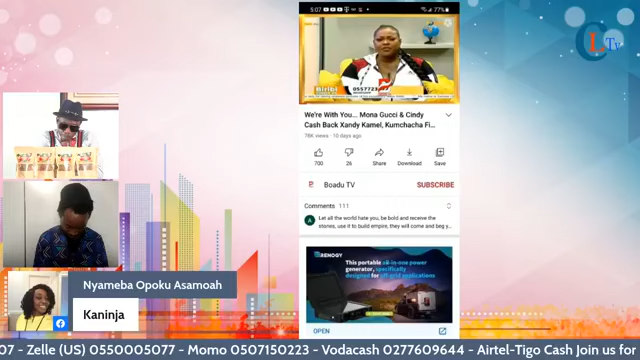 5:07
77%
CL Tv
0557723
We're With You... Mona Gucci & Cindy
Cash Back Xandy Kamel, Kumchacha Fi...
78K views · 10 days ago
700
26
Share
Download
Save
Boadu TV
SUBSCRIBE
Comments 111
A
Let all the world hate you, be bold and receive the
stones, use it to build empire, they will come and beg y...
RENOGY
This portable all-in-one power
generator, specifically
designed for off-grid applications
OPEN
Nyameba Opoku Asamoah
Kaninja
07 - Zelle (US) 0550005077 - Momo 0507150223 - Vodacash 0277609644 - Airtel-Tigo Cash Join us for